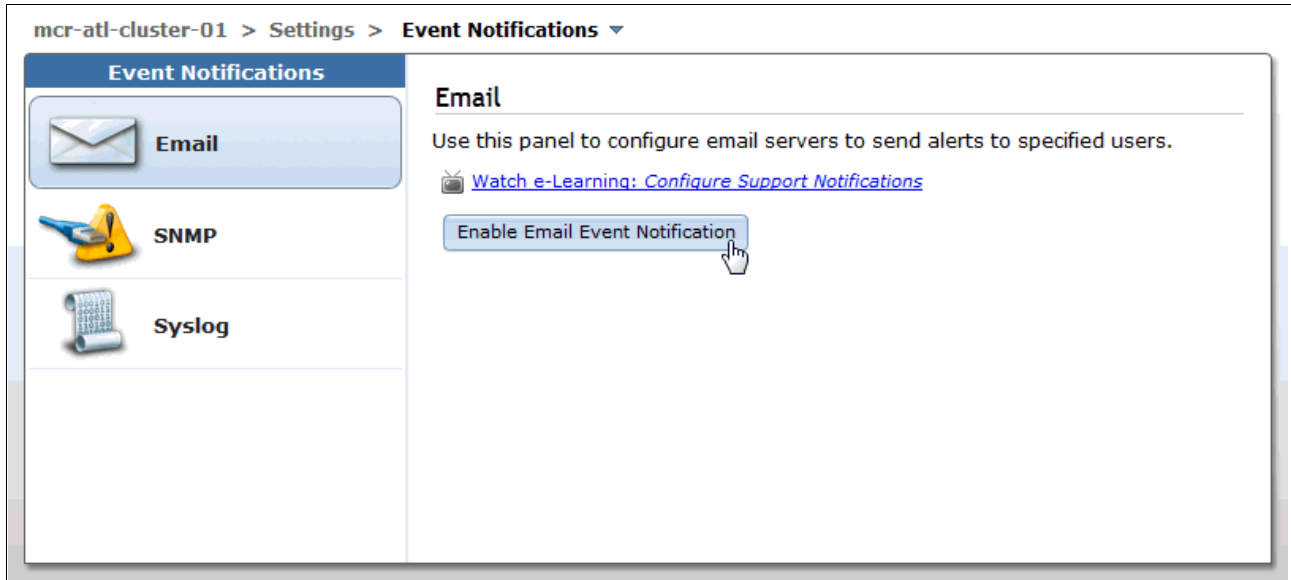 mcr-atl-cluster-01 > Settings > Event Notifications
Event Notifications
Email
SNMP
Syslog
Email
Use this panel to configure email servers to send alerts to specified users.
Watch e-Learning: Configure Support Notifications
Enable Email Event Notification